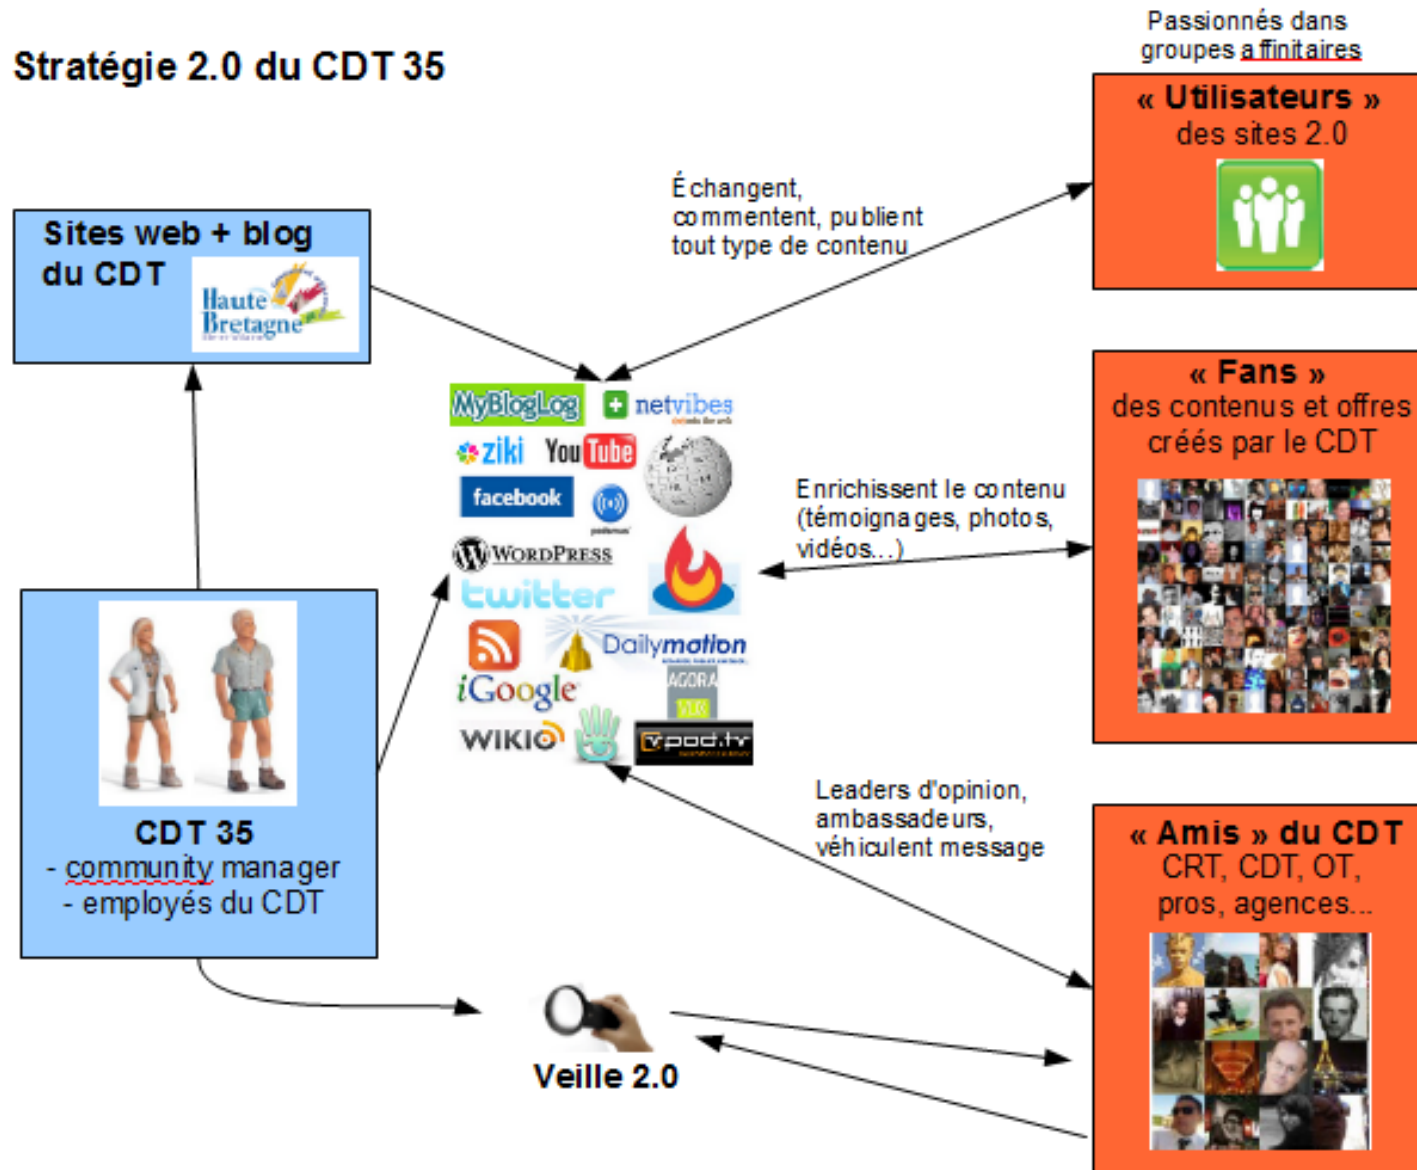 Stratégie 2.0 du CDT 35
Passionnés dans
groupes affinitaires
« Utilisateurs »
des sites 2.0
Échangent,
commentent, publient
tout type de contenu
Sites web + blog
du CDT
Haute
Bretagne
MyBlogLog
netvibes
ziki
YouTube
facebook
WORDPRESS
twitter
Dailymotion
iGoogle
AGORA
VOX
WIKIO
vpod.tv
« Fans »
des contenus et offres
créés par le CDT
Enrichissent le contenu
(témoignages, photos,
vidéos...)
CDT 35
- community manager
- employés du CDT
Leaders d'opinion,
ambassadeurs,
véhiculent message
« Amis » du CDT
CRT, CDT, OT,
pros, agences...
Veille 2.0